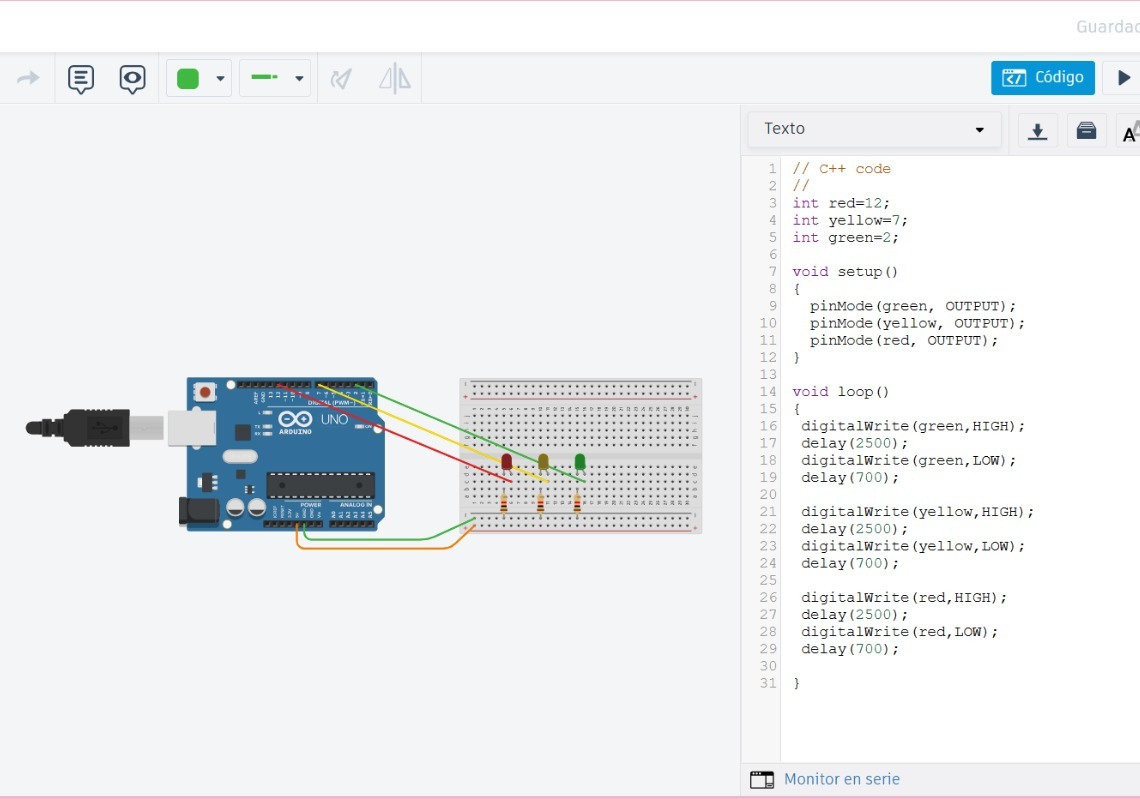 Guardad
Código
Texto
1 // C++ code
2 //
3 int red=12;
4 int yellow=7;
5 int green=2;
6
7 void setup()
8 {
9 pinMode(green, OUTPUT);
10 pinMode(yellow, OUTPUT);
11 pinMode(red, OUTPUT);
12 }
13
14 void loop()
15 {
16 digitalWrite(green,HIGH);
17 delay(2500);
18 digitalWrite(green,LOW);
19 delay(700);
20
21 digitalWrite(yellow,HIGH);
22 delay(2500);
23 digitalWrite(yellow,LOW);
24 delay(700);
25
26 digitalWrite(red,HIGH);
27 delay(2500);
28 digitalWrite(red,LOW);
29 delay(700);
30
31 }
DIGITAL (PWM~)
UNO
ARDUINO
POWER
ANALOG IN
Monitor en serie